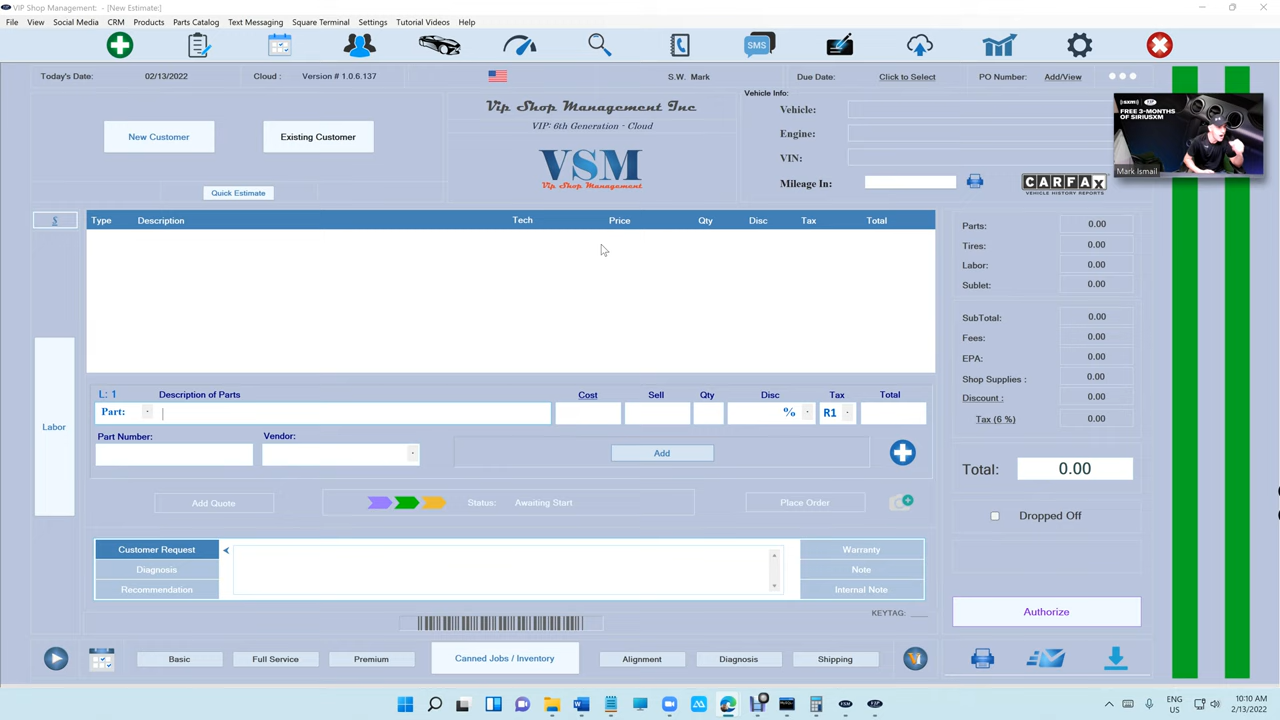 VIP Shop Management: - [New Estimate:]
File View Social Media CRM Products Parts Catalog Text Messaging Square Terminal Settings Tutorial Videos Help
SMS
Today's Date: 02/13/2022 Cloud : Version # 1.0.6.137 S.W. Mark Due Date: Click to Select PO Number: Add/View
New Customer Existing Customer
Quick Estimate
Vip Shop Management Inc
VIP: 6th Generation - Cloud
VSM
Vip Shop Management
Vehicle Info:
Vehicle:
Engine:
VIN:
Mileage In:
CARFAX
VEHICLE HISTORY REPORTS
FREE 3-MONTHS
OF SIRIUSXM
Mark Ismail
$ Type Description Tech Price Qty Disc Tax Total
Labor
L: 1 Description of Parts Cost Sell Qty Disc Tax Total
Part: % R1
Part Number: Vendor:
Add
Add Quote Status: Awaiting Start Place Order
Customer Request
Diagnosis
Recommendation
Warranty
Note
Internal Note
KEYTAG: ____
Basic Full Service Premium Canned Jobs / Inventory Alignment Diagnosis Shipping
Parts: 0.00
Tires: 0.00
Labor: 0.00
Sublet: 0.00
SubTotal: 0.00
Fees: 0.00
EPA: 0.00
Shop Supplies : 0.00
Discount : 0.00
Tax (6 %) 0.00
Total: 0.00
Dropped Off
Authorize
ENG
US
10:10 AM
2/13/2022